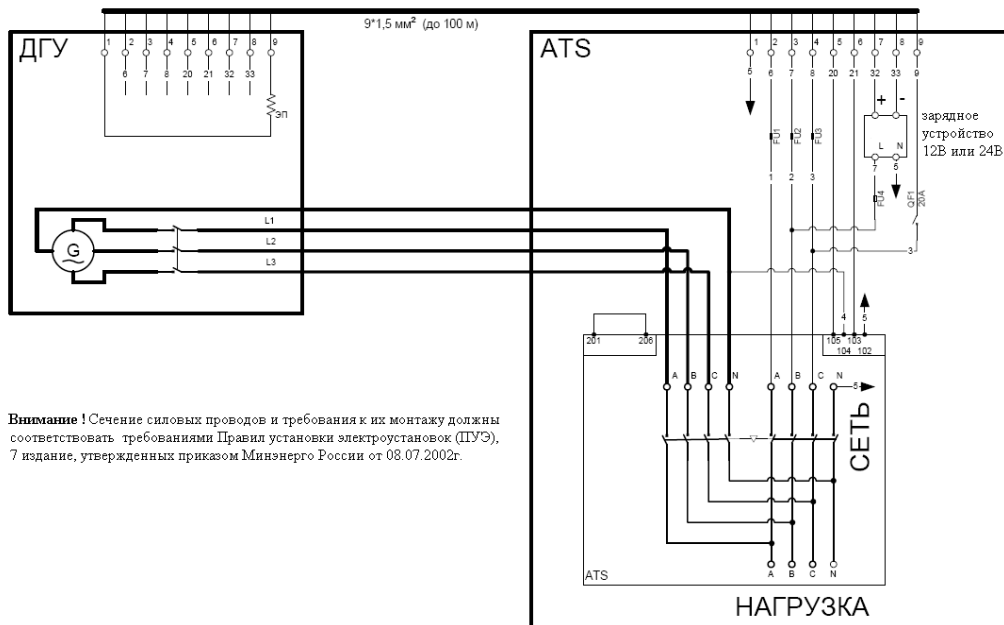 9*1,5 мм² (до 100 м)
ДГУ
1 2 3 4 5 6 7 8 9
6 7 8 20 21 32 33
ЭП
ATS
1 2 3 4 5 6 7 8 9
5 6 7 8 20 21 32 33 9
+ -
зарядное
устройство
12В или 24В
FU1 FU2 FU3
L N
7 5
1 2 3
FU4
QF1
20A
3
L1
G
L2
L3
4 5
201 206
105 103
104 102
A B C N A B C N
5
СЕТЬ
Внимание ! Сечение силовых проводов и требования к их монтажу должны
соответствовать требованиями Правил установки электроустановок (ПУЭ),
7 издание, утвержденных приказом Минэнерго России от 08.07.2002г.
ATS
A B C N
НАГРУЗКА